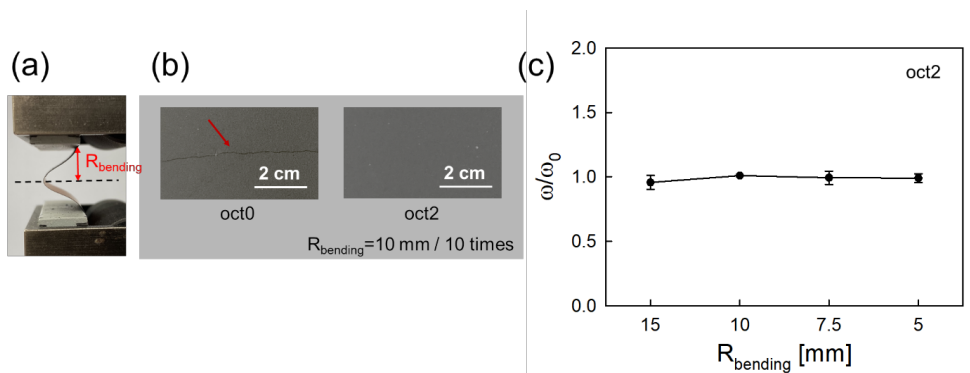 (a)
R_bending
(b)
2 cm
2 cm
oct0
oct2
R_bending=10 mm / 10 times
(c)
oct2
2.0
1.5
1.0
0.5
0.0
ω/ω₀
15 10 7.5 5
R_bending [mm]